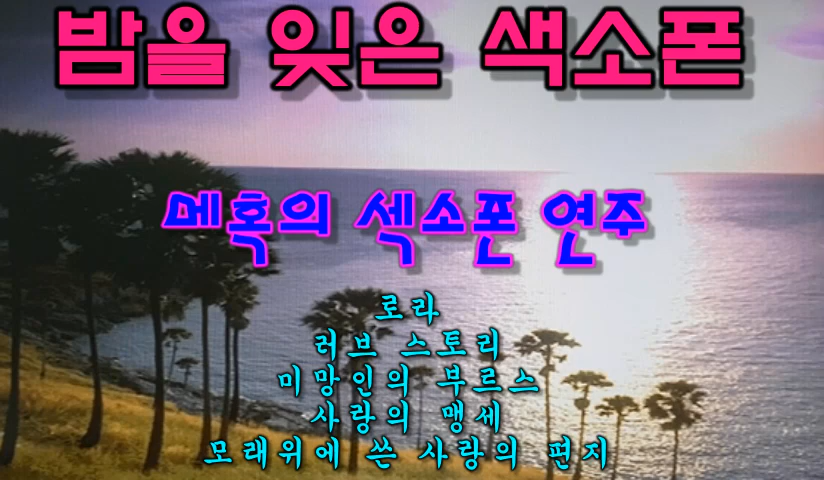 밤을 잊은 색소폰
메혹의 섹소폰 연주
로라
러브 스토리
미망인의 부르스
사랑의 맹세
모래위에 쓴 사랑의 편지